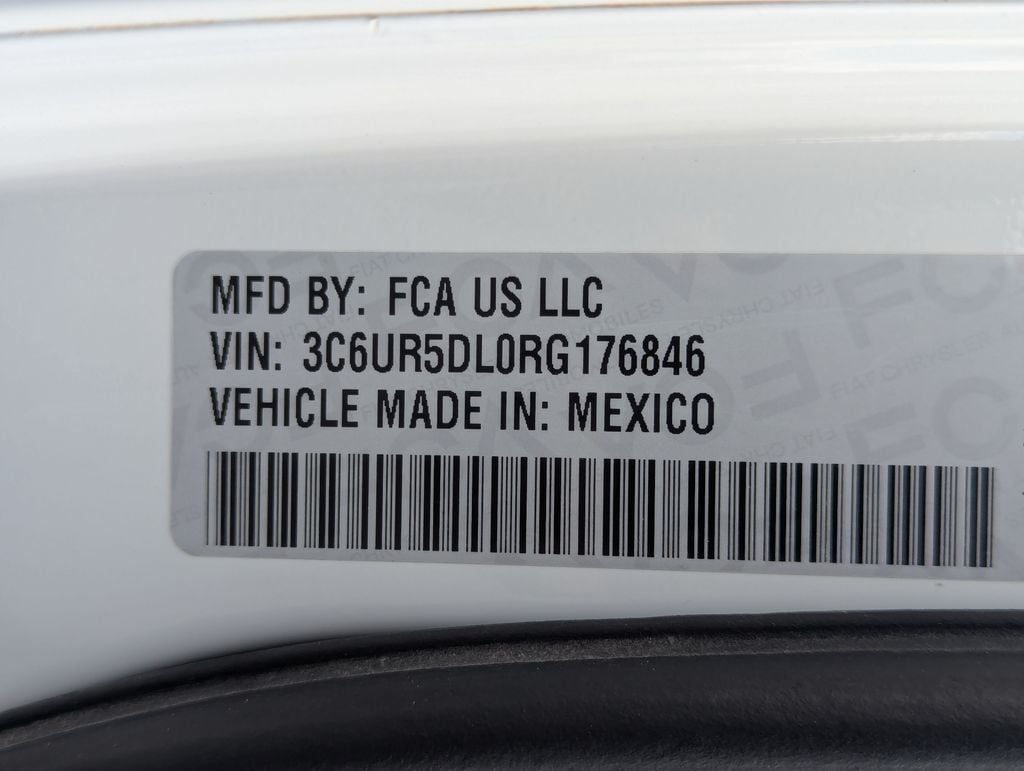 MFD BY: FCA US LLC
VIN: 3C6UR5DL0RG176846
VEHICLE MADE IN: MEXICO